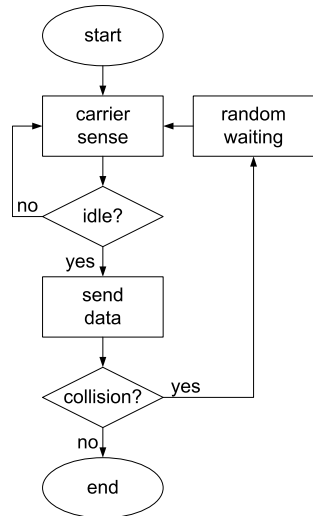 start
carrier
sense
random
waiting
no
idle?
yes
send
data
collision?
yes
no
end